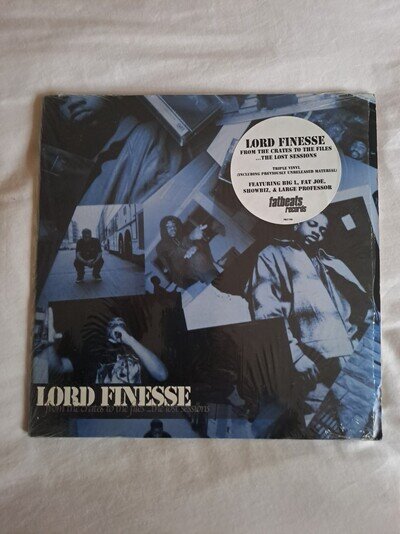 LORD FINESSE
FROM THE CRATES TO THE FILES
...THE LOST SESSIONS
TRIPLE VINYL
(INCLUDING PREVIOUSLY UNRELEASED MATERIAL)
FEATURING BIG L, FAT JOE,
SHOWBIZ, & LARGE PROFESSOR
fatbeats
records
LORD FINESSE
from the crates to the files ...the lost sessions